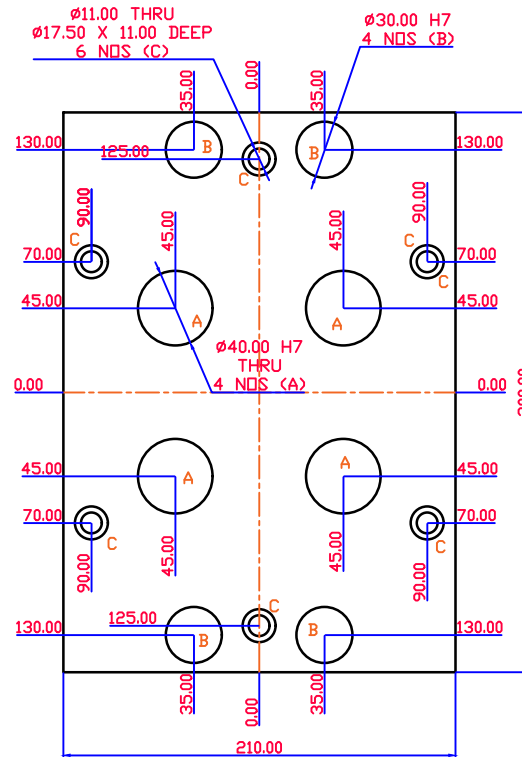 Ø11.00 THRU
Ø17.50 X 11.00 DEEP
6 NOS (C)
Ø30.00 H7
4 NOS (B)
35.00
0.00
35.00
130.00
B
B
130.00
125.00
C
90.00
45.00
45.00
90.00
C
C
70.00
70.00
C
45.00
45.00
A
A
Ø40.00 H7
THRU
4 NOS (A)
0.00
0.00
45.00
A
A
45.00
70.00
70.00
C
C
90.00
45.00
45.00
90.00
125.00
C
130.00
B
B
130.00
35.00
0.00
35.00
210.00